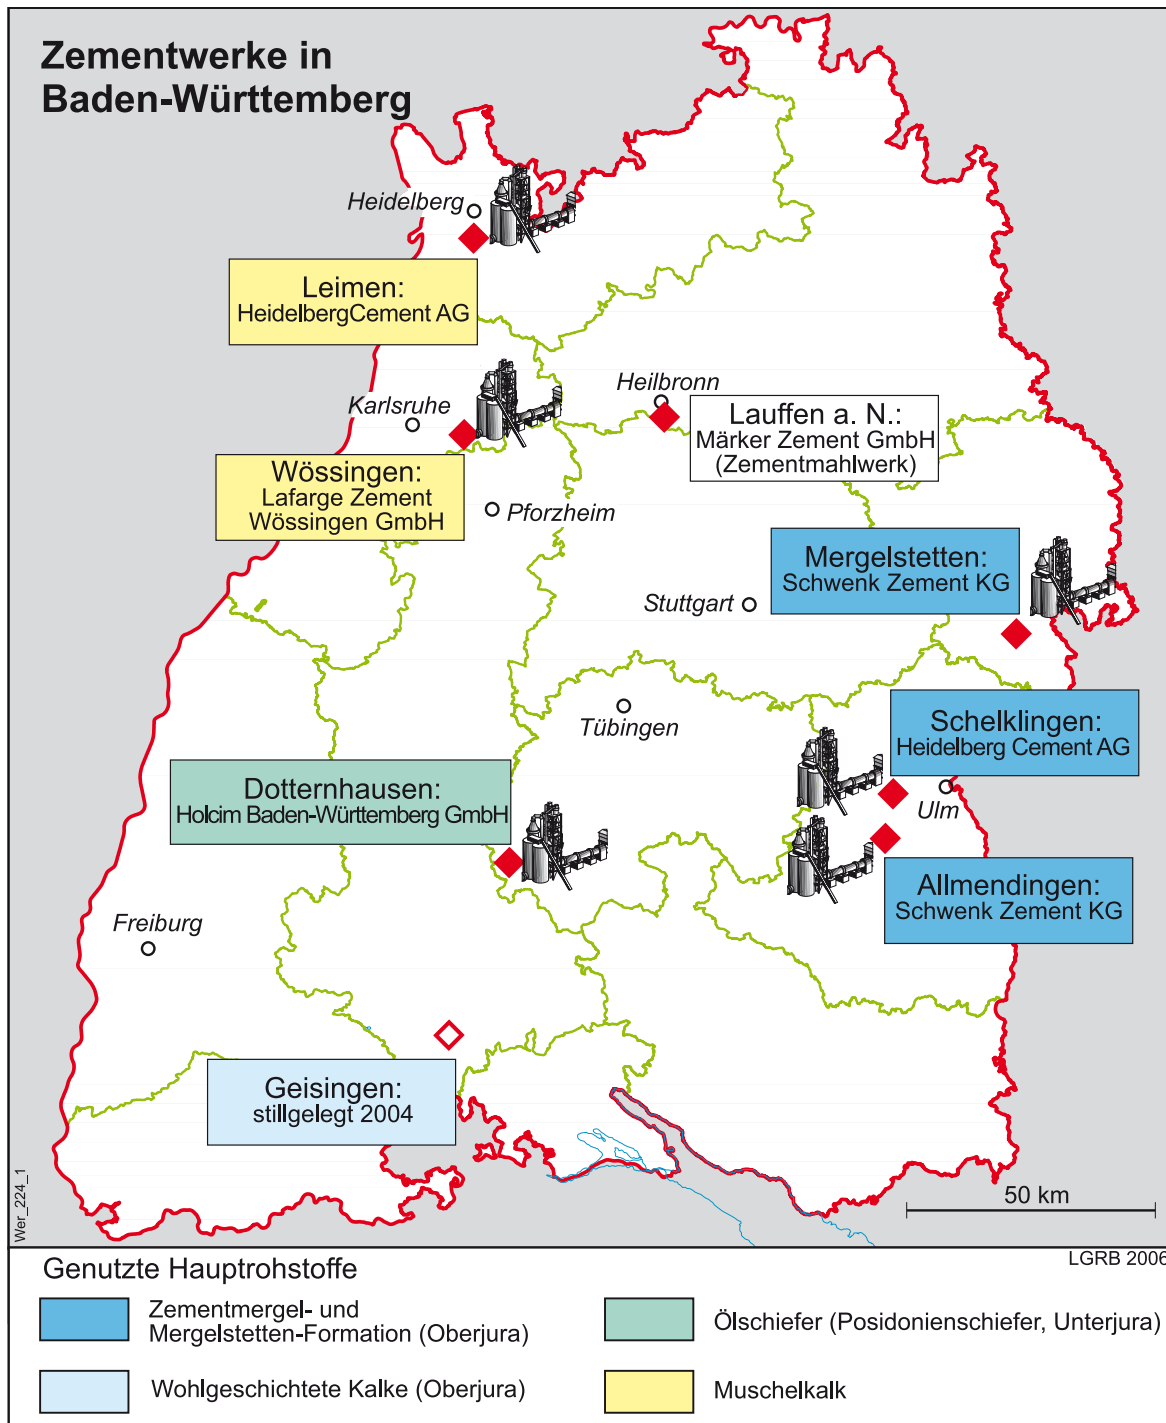 Zementwerke in
Baden-Württemberg
Heidelberg
Leimen:
HeidelbergCement AG
Karlsruhe
Heilbronn
Lauffen a. N.:
Märker Zement GmbH
(Zementmahlwerk)
Wössingen:
Lafarge Zement
Wössingen GmbH
Pforzheim
Mergelstetten:
Schwenk Zement KG
Stuttgart
Tübingen
Schelklingen:
Heidelberg Cement AG
Dotternhausen:
Holcim Baden-Württemberg GmbH
Ulm
Allmendingen:
Schwenk Zement KG
Freiburg
Geisingen:
stillgelegt 2004
50 km
Wer_224_1
LGRB 2006
Genutzte Hauptrohstoffe
Zementmergel- und
Mergelstetten-Formation (Oberjura)
Ölschiefer (Posidonienschiefer, Unterjura)
Wohlgeschichtete Kalke (Oberjura)
Muschelkalk